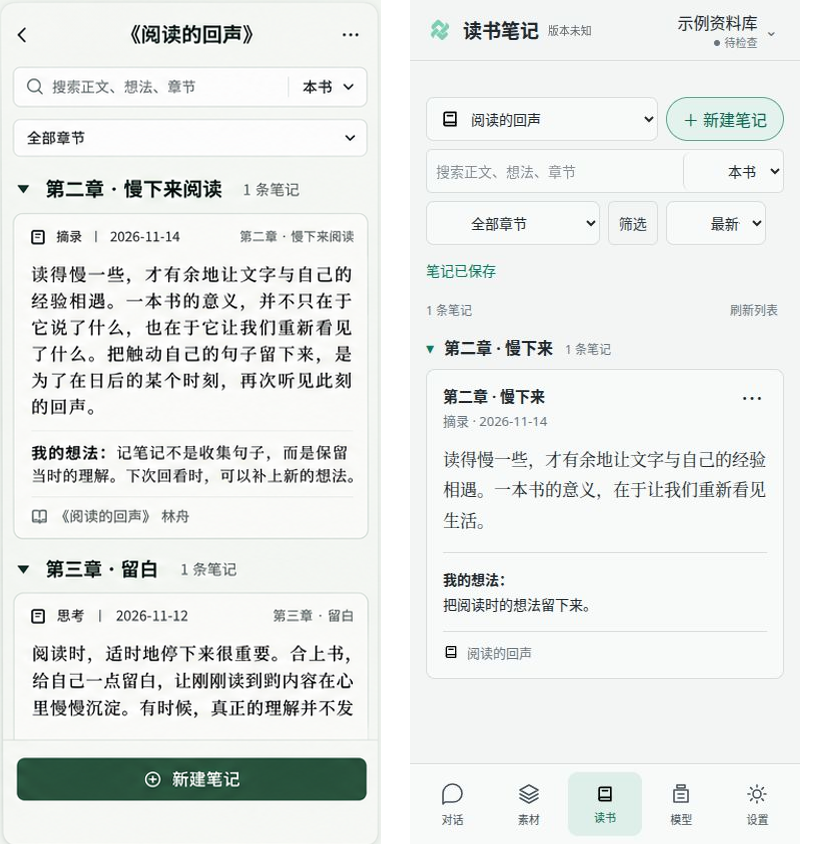 《阅读的回声》
搜索正文、想法、章节
本书
全部章节
第二章 · 慢下来阅读 1 条笔记
摘录 | 2026-11-14 第二章 · 慢下来阅读
读得慢一些，才有余地让文字与自己的
经验相遇。一本书的意义，并不只在于
它说了什么，也在于它让我们重新看见
了什么。把触动自己的句子留下来，是
为了在日后的某个时刻，再次听见此刻
的回声。
我的想法：记笔记不是收集句子，而是保留
当时的理解。下次回看时，可以补上新的想法。
《阅读的回声》 林舟
第三章 · 留白 1 条笔记
思考 | 2026-11-12 第三章 · 留白
阅读时，适时地停下来很重要。合上书，
给自己一点留白，让刚刚读到内容在心
里慢慢沉淀。有时候，真正的理解并不发
新建笔记
读书笔记 版本未知
示例资料库
待检查
阅读的回声
+ 新建笔记
搜索正文、想法、章节
本书
全部章节
筛选
最新
笔记已保存
1 条笔记
刷新列表
第二章 · 慢下来 1 条笔记
第二章 · 慢下来
摘录 · 2026-11-14
读得慢一些，才有余地让文字与自己的经验
相遇。一本书的意义，在于让我们重新看见
生活。
我的想法：
把阅读时的想法留下来。
阅读的回声
对话
素材
读书
模型
设置